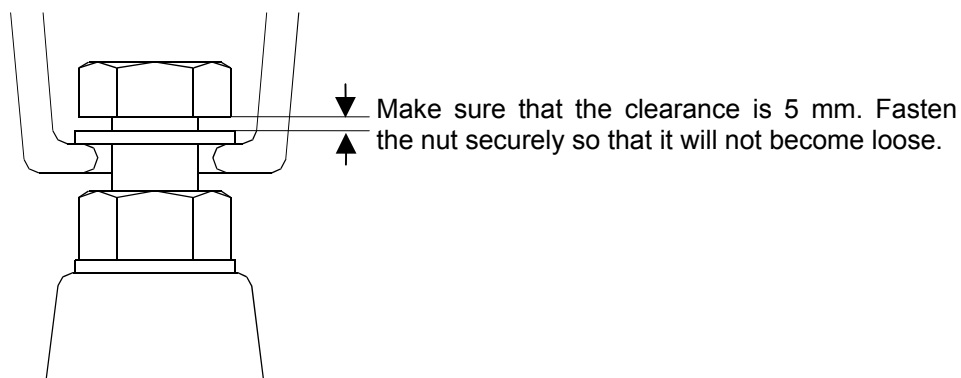 Make sure that the clearance is 5 mm. Fasten
the nut securely so that it will not become loose.